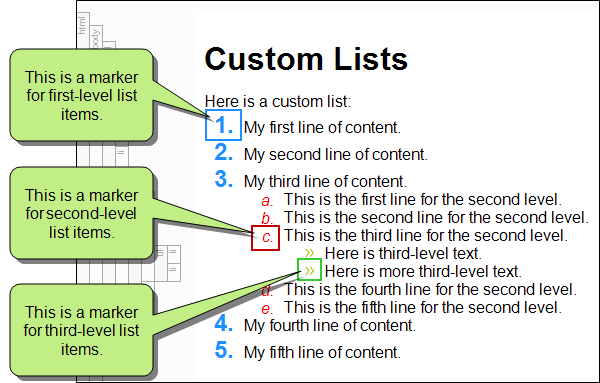 html
body
Custom Lists
This is a marker
for first-level list
items.
Here is a custom list:
1. My first line of content.
2. My second line of content.
3. My third line of content.
This is a marker
for second-level
list items.
a. This is the first line for the second level.
b. This is the second line for the second level.
c. This is the third line for the second level.
» Here is third-level text.
» Here is more third-level text.
d. This is the fourth line for the second level.
e. This is the fifth line for the second level.
This is a marker
for third-level list
items.
4. My fourth line of content.
5. My fifth line of content.